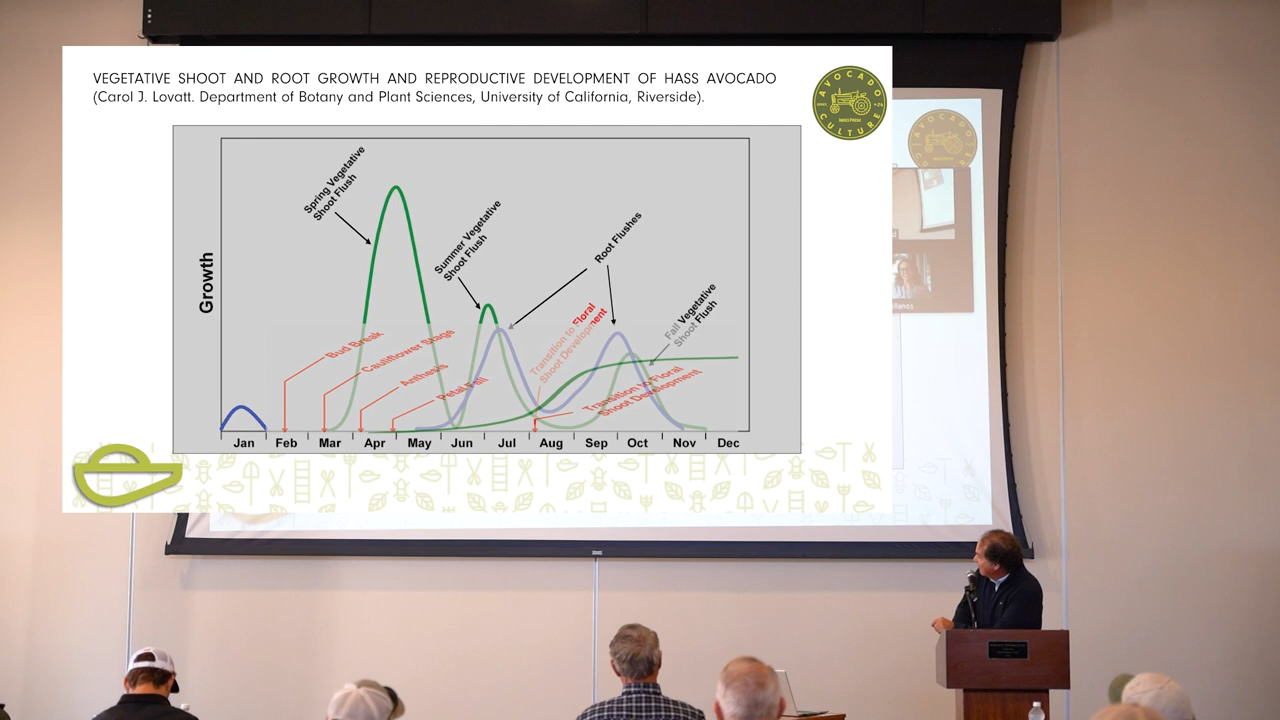 VEGETATIVE SHOOT AND ROOT GROWTH AND REPRODUCTIVE DEVELOPMENT OF HASS AVOCADO
(Carol J. Lovatt. Department of Botany and Plant Sciences, University of California, Riverside).
AVOCADO
CULTURE
Spring Vegetative
Shoot Flush
Summer Vegetative
Shoot Flush
Root Flushes
Fall Vegetative
Shoot Flush
Transition to Floral
Shoot Development
Growth
Bud Break
Cauliflower Stage
Anthesis
Petal Fall
Transition to Floral
Shoot Development
Jan Feb Mar Apr May Jun Jul Aug Sep Oct Nov Dec